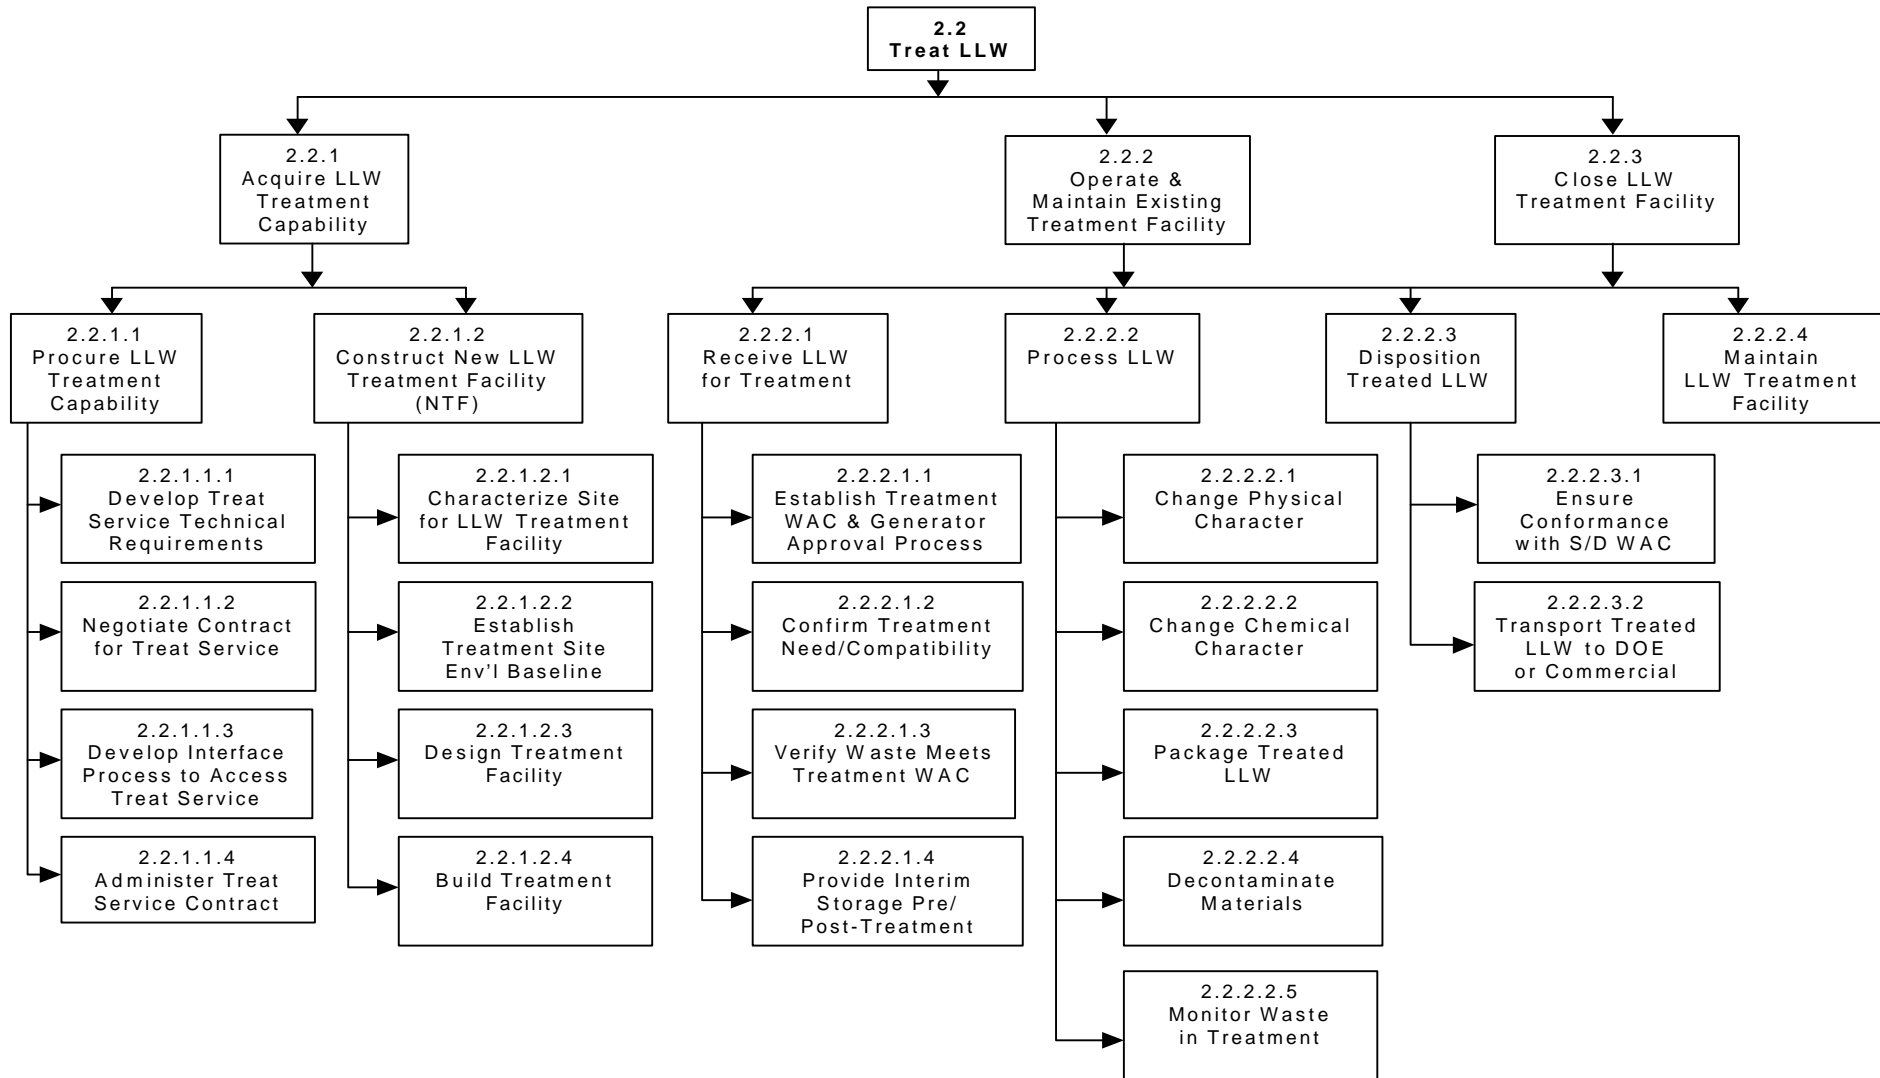 2.2
Treat LLW
2.2.1
Acquire LLW
Treatment
Capability
2.2.2
Operate &
Maintain Existing
Treatment Facility
2.2.3
Close LLW
Treatment Facility
2.2.1.1
Procure LLW
Treatment
Capability
2.2.1.2
Construct New LLW
Treatment Facility
(NTF)
2.2.2.1
Receive LLW
for Treatment
2.2.2.2
Process LLW
2.2.2.3
Disposition
Treated LLW
2.2.2.4
Maintain
LLW Treatment
Facility
2.2.1.1.1
Develop Treat
Service Technical
Requirements
2.2.1.1.2
Negotiate Contract
for Treat Service
2.2.1.1.3
Develop Interface
Process to Access
Treat Service
2.2.1.1.4
Administer Treat
Service Contract
2.2.1.2.1
Characterize Site
for LLW Treatment
Facility
2.2.1.2.2
Establish
Treatment Site
Env'l Baseline
2.2.1.2.3
Design Treatment
Facility
2.2.1.2.4
Build Treatment
Facility
2.2.2.1.1
Establish Treatment
WAC & Generator
Approval Process
2.2.2.1.2
Confirm Treatment
Need/Compatibility
2.2.2.1.3
Verify Waste Meets
Treatment WAC
2.2.2.1.4
Provide Interim
Storage Pre/
Post-Treatment
2.2.2.2.1
Change Physical
Character
2.2.2.2.2
Change Chemical
Character
2.2.2.2.3
Package Treated
LLW
2.2.2.2.4
Decontaminate
Materials
2.2.2.2.5
Monitor Waste
in Treatment
2.2.2.3.1
Ensure
Conformance
with S/D WAC
2.2.2.3.2
Transport Treated
LLW to DOE
or Commercial